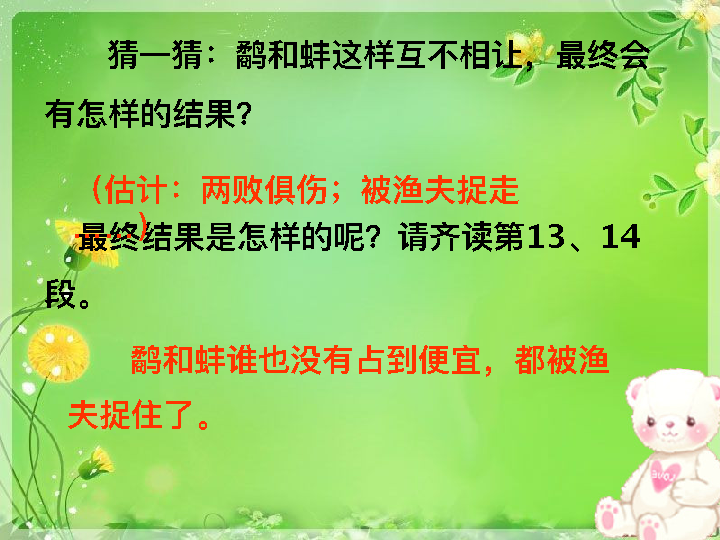 猜一猜：鹬和蚌这样互不相让，最终会
有怎样的结果？
（估计：两败俱伤；被渔夫捉走
……）
最终结果是怎样的呢？请齐读第13、14
段。
鹬和蚌谁也没有占到便宜，都被渔
夫捉住了。
LOVE